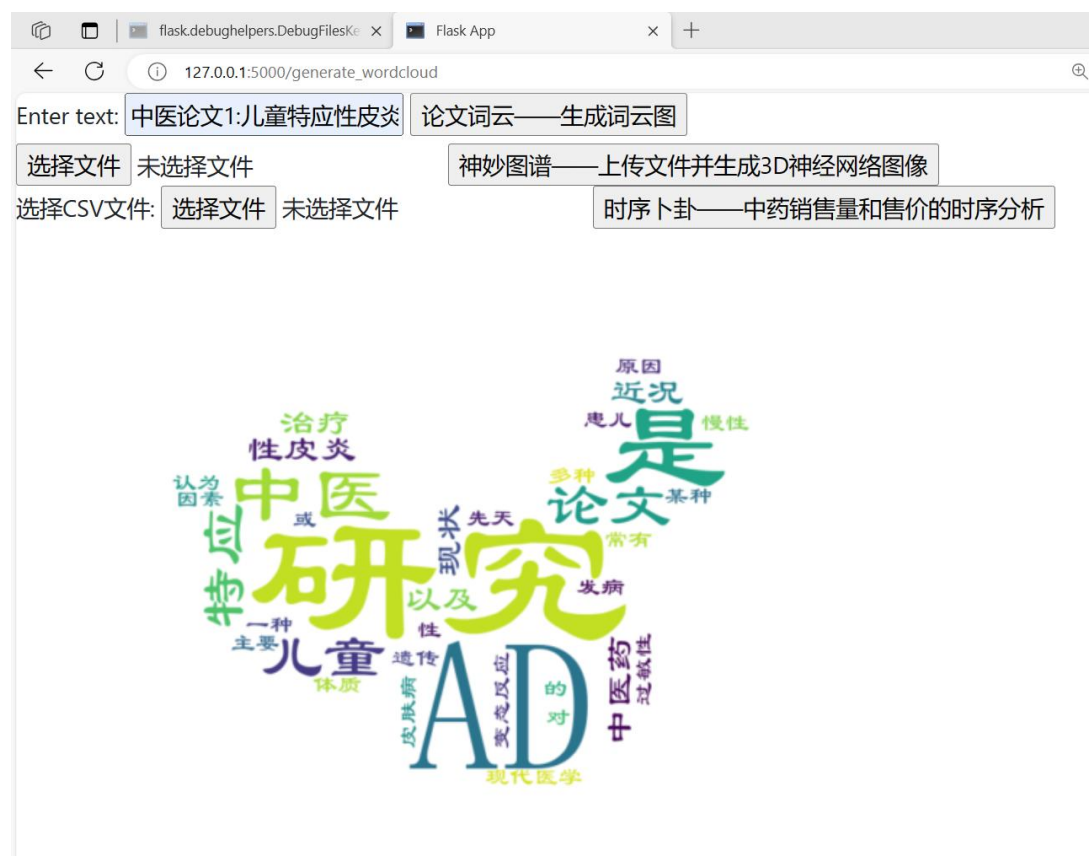 flask.debughelpers.DebugFilesKe
Flask App
127.0.0.1:5000/generate_wordcloud
Enter text: 中医论文1:儿童特应性皮炎 论文词云——生成词云图
选择文件 未选择文件 神妙图谱——上传文件并生成3D神经网络图像
选择CSV文件: 选择文件 未选择文件 时序卜卦——中药销售量和售价的时序分析
原因
近况
患儿
是
慢性
治疗
性皮炎
多种
论文
某种
认为
因素
中医
或
现状
先天
常有
特应
研究
以及
发病
一种
主要
儿童
性
遗传
体质
皮肤病
AD
变态反应
的
对
中医药
过敏性
现代医学